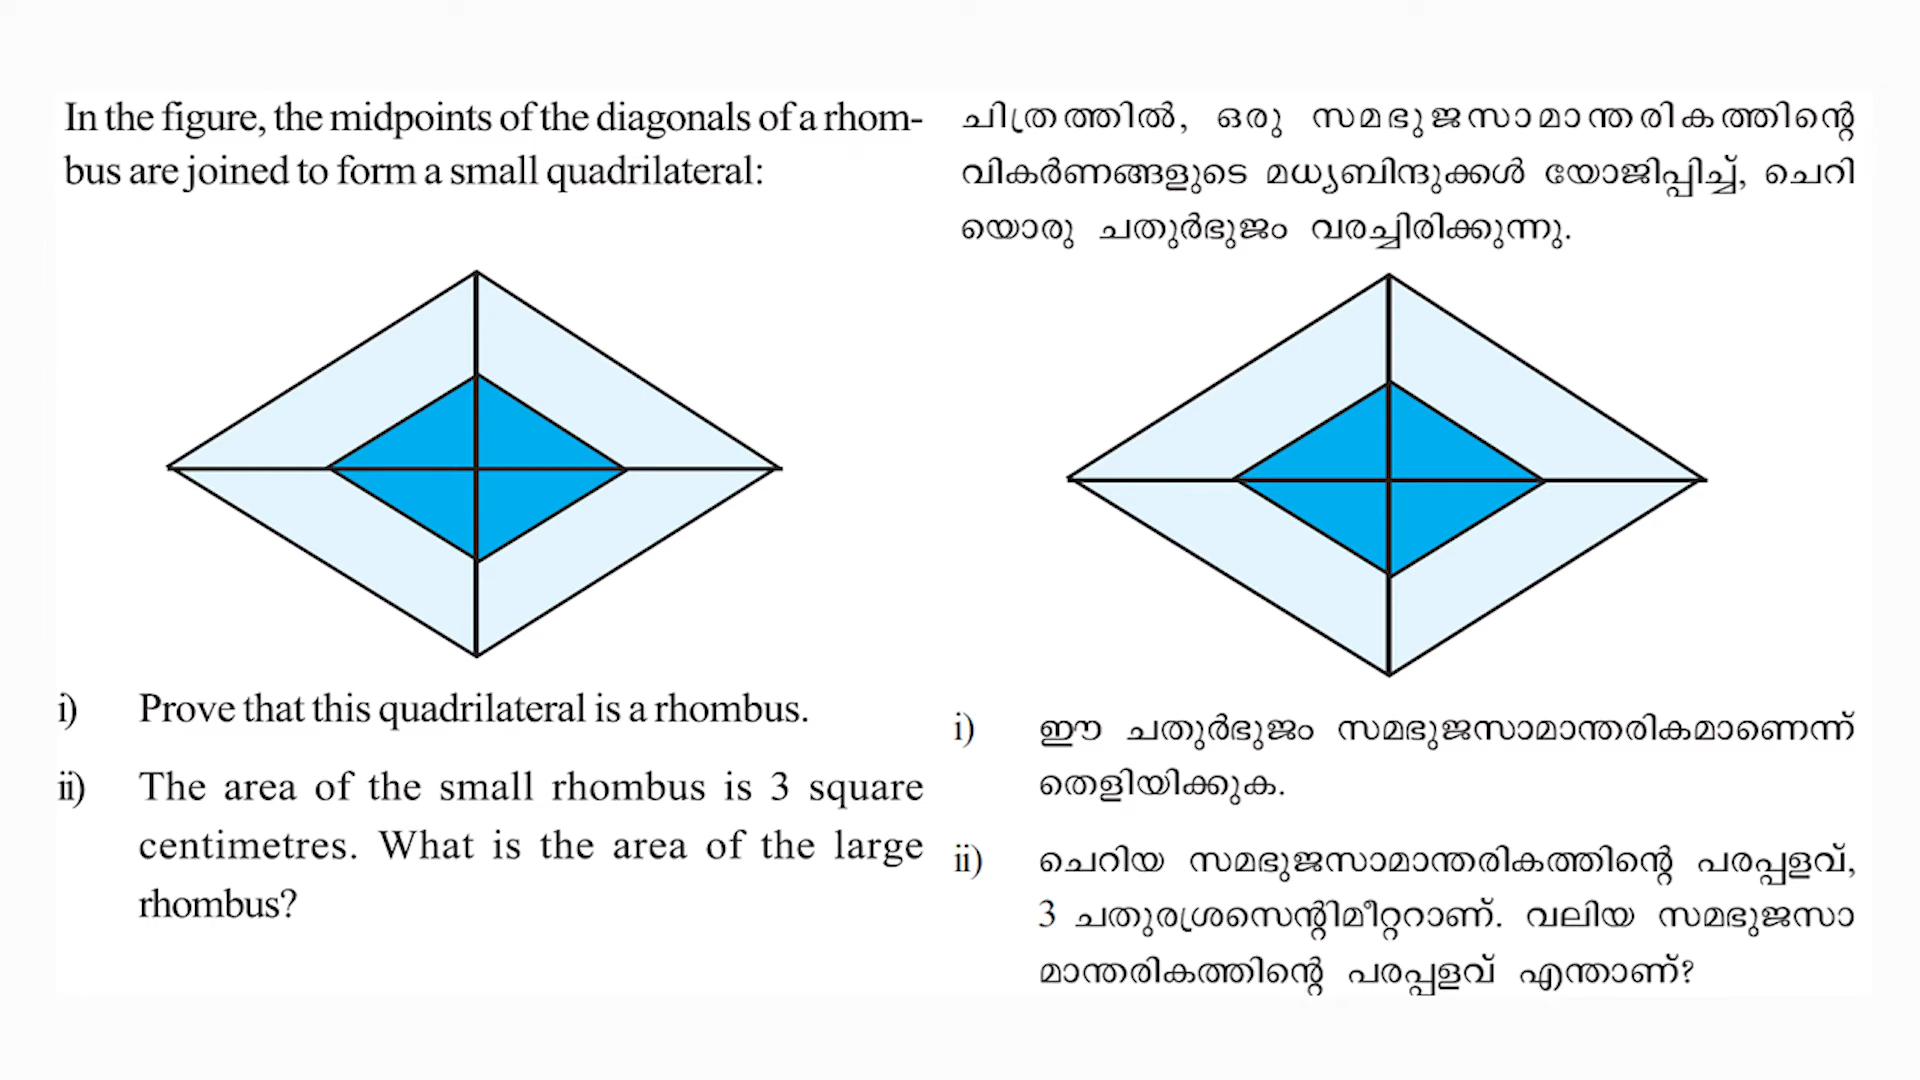 In the figure, the midpoints of the diagonals of a rhom-
bus are joined to form a small quadrilateral:
i) Prove that this quadrilateral is a rhombus.
ii) The area of the small rhombus is 3 square
centimetres. What is the area of the large
rhombus?
ചിത്രത്തിൽ, ഒരു സമഭുജസാമാന്തരികത്തിന്റെ
വികർണങ്ങളുടെ മധ്യബിന്ദുക്കൾ യോജിപ്പിച്ച്, ചെറി
യൊരു ചതുർഭുജം വരച്ചിരിക്കുന്നു.
i) ഈ ചതുർഭുജം സമഭുജസാമാന്തരികമാണെന്ന്
തെളിയിക്കുക.
ii) ചെറിയ സമഭുജസാമാന്തരികത്തിന്റെ പരപ്പളവ്,
3 ചതുരശ്രസെന്റിമീറ്ററാണ്. വലിയ സമഭുജസാ
മാന്തരികത്തിന്റെ പരപ്പളവ് എന്താണ്?